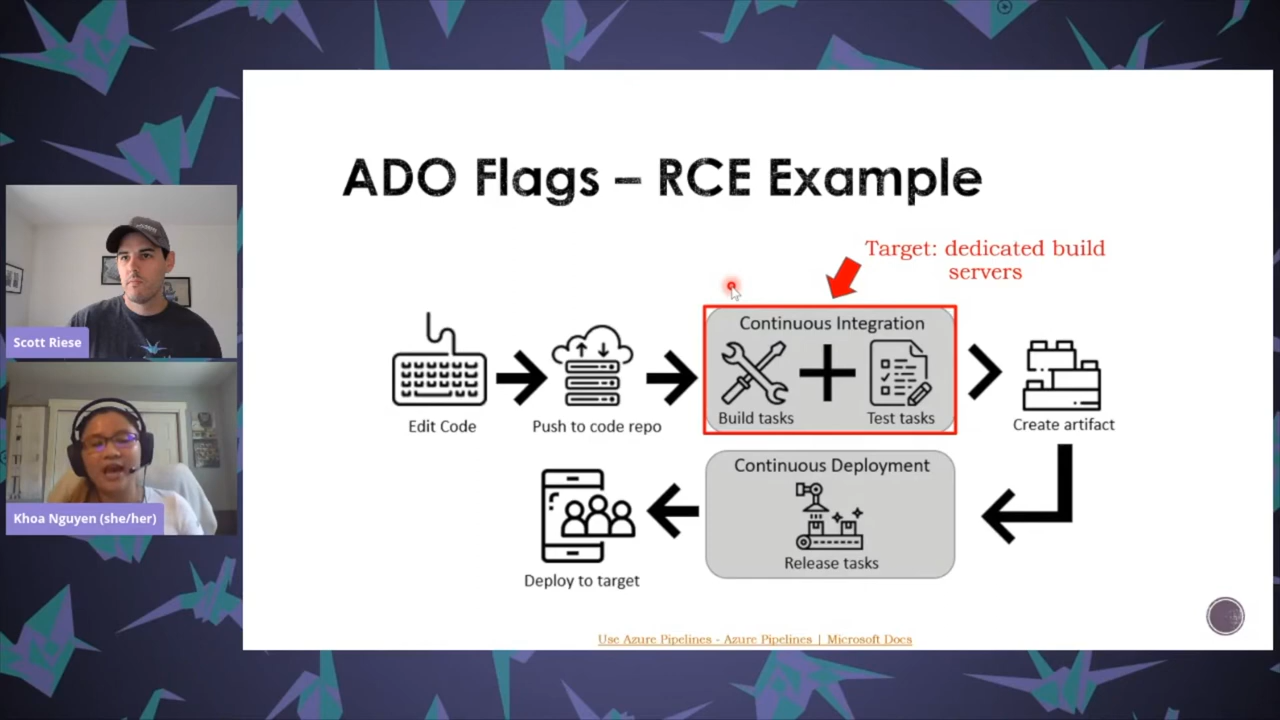 ADO Flags – RCE Example
Target: dedicated build
servers
Continuous Integration
Build tasks
Test tasks
Edit Code
Push to code repo
Create artifact
Continuous Deployment
Release tasks
Deploy to target
Use Azure Pipelines - Azure Pipelines | Microsoft Docs
Scott Riese
Khoa Nguyen (she/her)